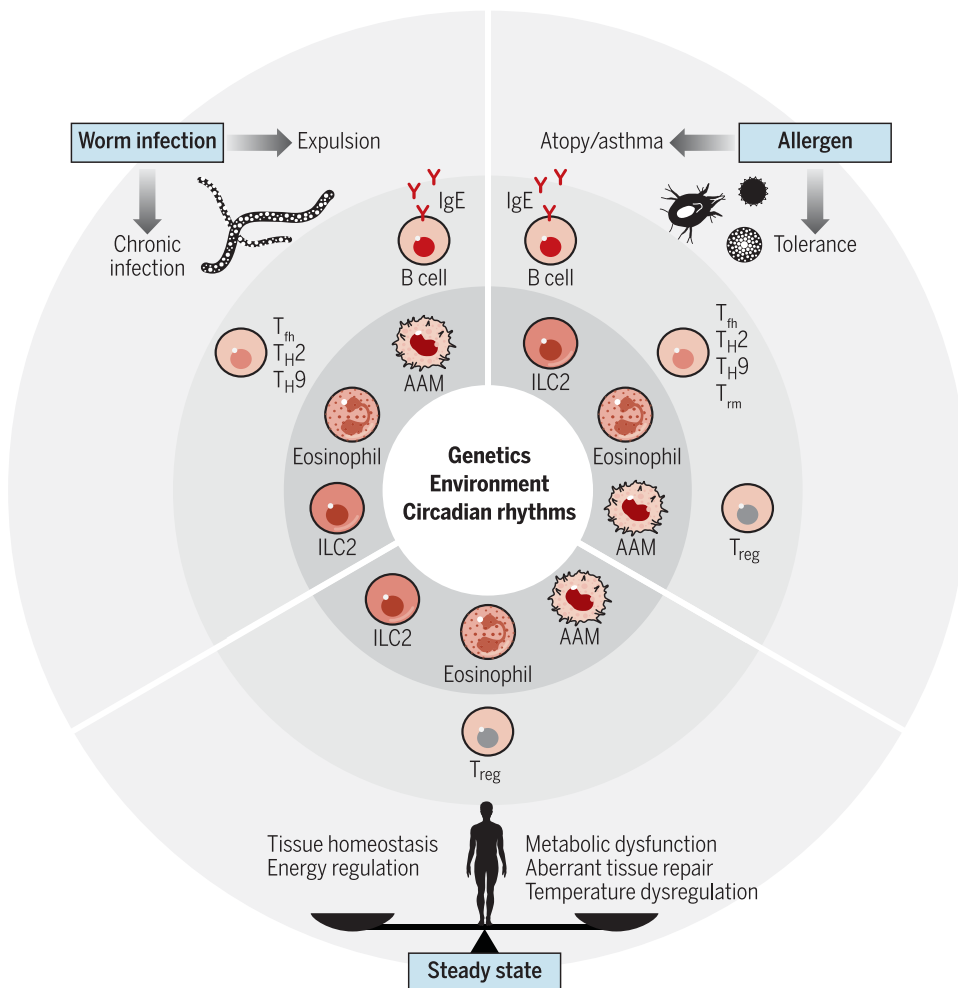 Worm infection
Expulsion
Chronic
infection
IgE
B cell
Tfh
TH2
TH9
AAM
Eosinophil
ILC2
Atopy/asthma
Allergen
Tolerance
IgE
B cell
ILC2
Tfh
TH2
TH9
Trm
Eosinophil
AAM
Treg
Genetics
Environment
Circadian rhythms
ILC2
Eosinophil
AAM
Treg
Tissue homeostasis
Energy regulation
Metabolic dysfunction
Aberrant tissue repair
Temperature dysregulation
Steady state